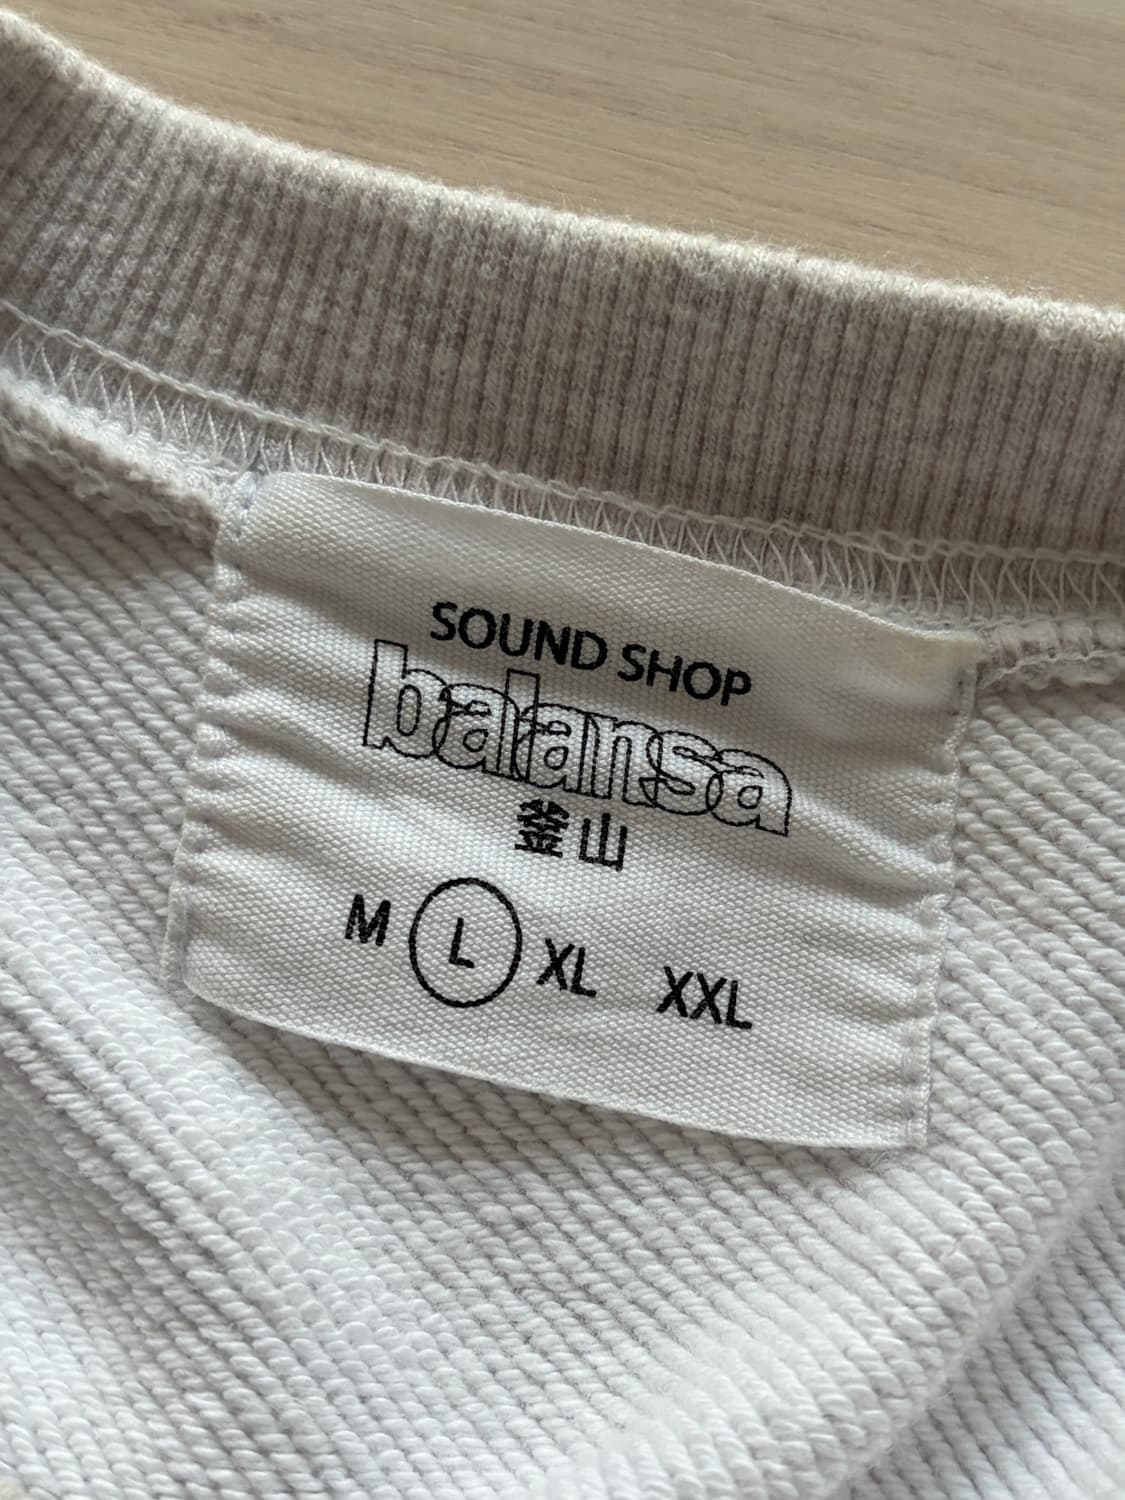 SOUND SHOP
balansa
釜山
M L XL XXL